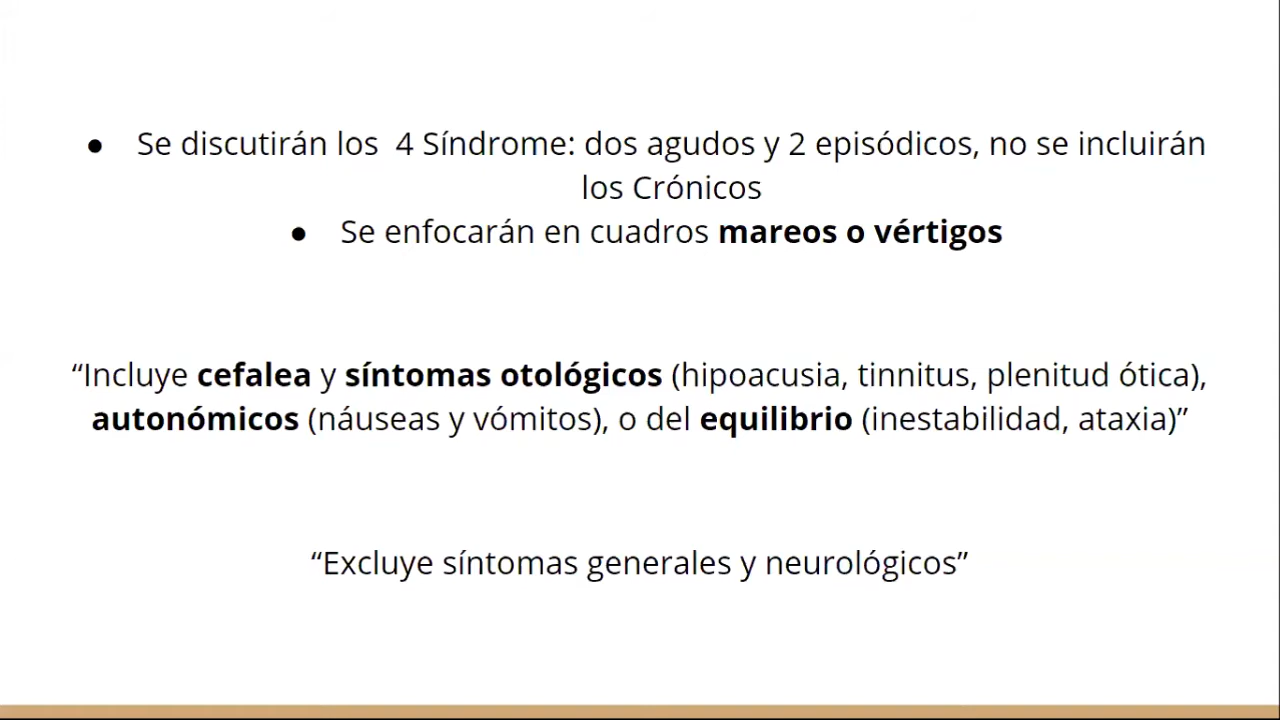 ● Se discutirán los  4 Síndrome: dos agudos y 2 episódicos, no se incluirán
los Crónicos
● Se enfocarán en cuadros mareos o vértigos
“Incluye cefalea y síntomas otológicos (hipoacusia, tinnitus, plenitud ótica),
autonómicos (náuseas y vómitos), o del equilibrio (inestabilidad, ataxia)”
“Excluye síntomas generales y neurológicos”